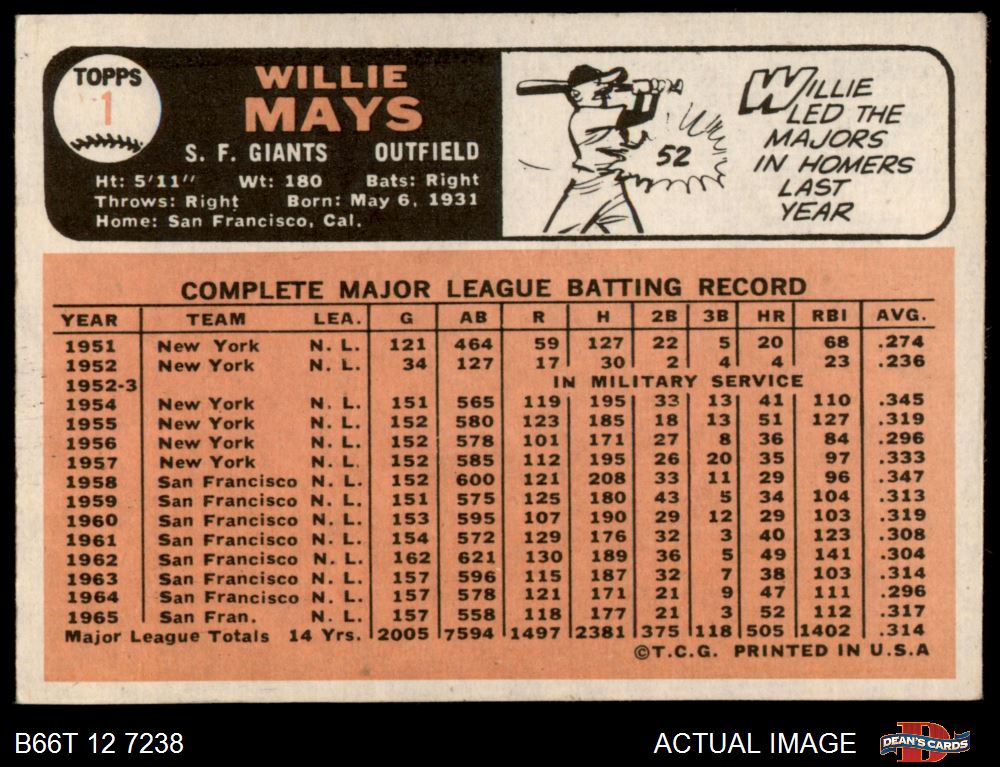 TOPPS
1
WILLIE
MAYS
S. F. GIANTS OUTFIELD
Ht: 5'11" Wt: 180 Bats: Right
Throws: Right Born: May 6, 1931
Home: San Francisco, Cal.
52
WILLIE
LED THE
MAJORS
IN HOMERS
LAST
YEAR
COMPLETE MAJOR LEAGUE BATTING RECORD
YEAR TEAM LEA. G AB R H 2B 3B HR RBI AVG.
1951 New York N. L. 121 464 59 127 22 5 20 68 .274
1952 New York N. L. 34 127 17 30 2 4 4 23 .236
1952-3 IN MILITARY SERVICE
1954 New York N. L. 151 565 119 195 33 13 41 110 .345
1955 New York N. L. 152 580 123 185 18 13 51 127 .319
1956 New York N. L. 152 578 101 171 27 8 36 84 .296
1957 New York N. L. 152 585 112 195 26 20 35 97 .333
1958 San Francisco N. L. 152 600 121 208 33 11 29 96 .347
1959 San Francisco N. L. 151 575 125 180 43 5 34 104 .313
1960 San Francisco N. L. 153 595 107 190 29 12 29 103 .319
1961 San Francisco N. L. 154 572 129 176 32 3 40 123 .308
1962 San Francisco N. L. 162 621 130 189 36 5 49 141 .304
1963 San Francisco N. L. 157 596 115 187 32 7 38 103 .314
1964 San Francisco N. L. 157 578 121 171 21 9 47 111 .296
1965 San Fran. N. L. 157 558 118 177 21 3 52 112 .317
Major League Totals 14 Yrs. 2005 7594 1497 2381 375 118 505 1402 .314
©T.C.G. PRINTED IN U.S.A
B66T 12 7238
ACTUAL IMAGE
DEAN'S CARDS